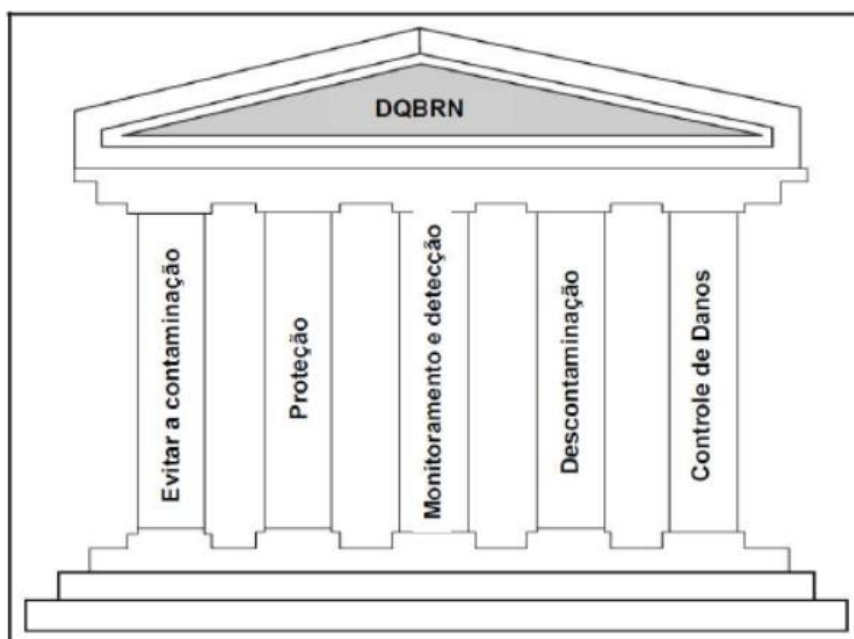 DQBRN
Evitar a contaminação
Proteção
Monitoramento e detecção
Descontaminação
Controle de Danos